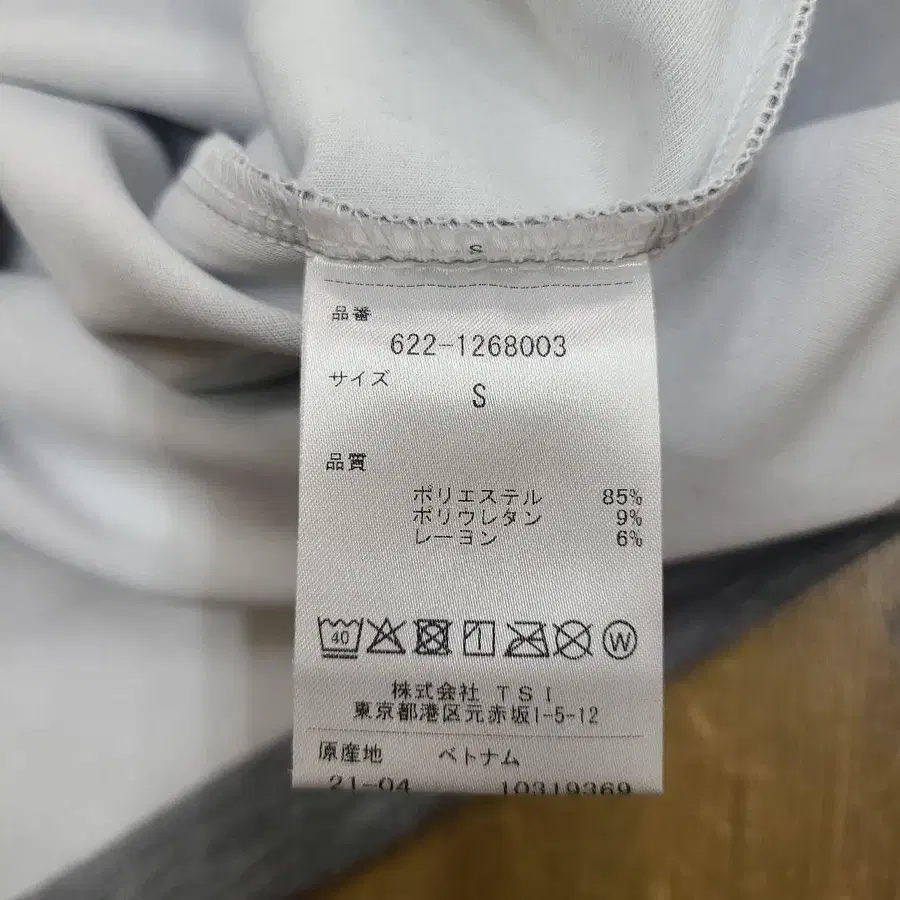 S
品番
622-1268003
サイズ
S
品質
ポリエステル 85%
ポリウレタン 9%
レーヨン 6%
40 W
株式会社 TSI
東京都港区元赤坂1-5-12
原産地 ベトナム
21-04 10319369